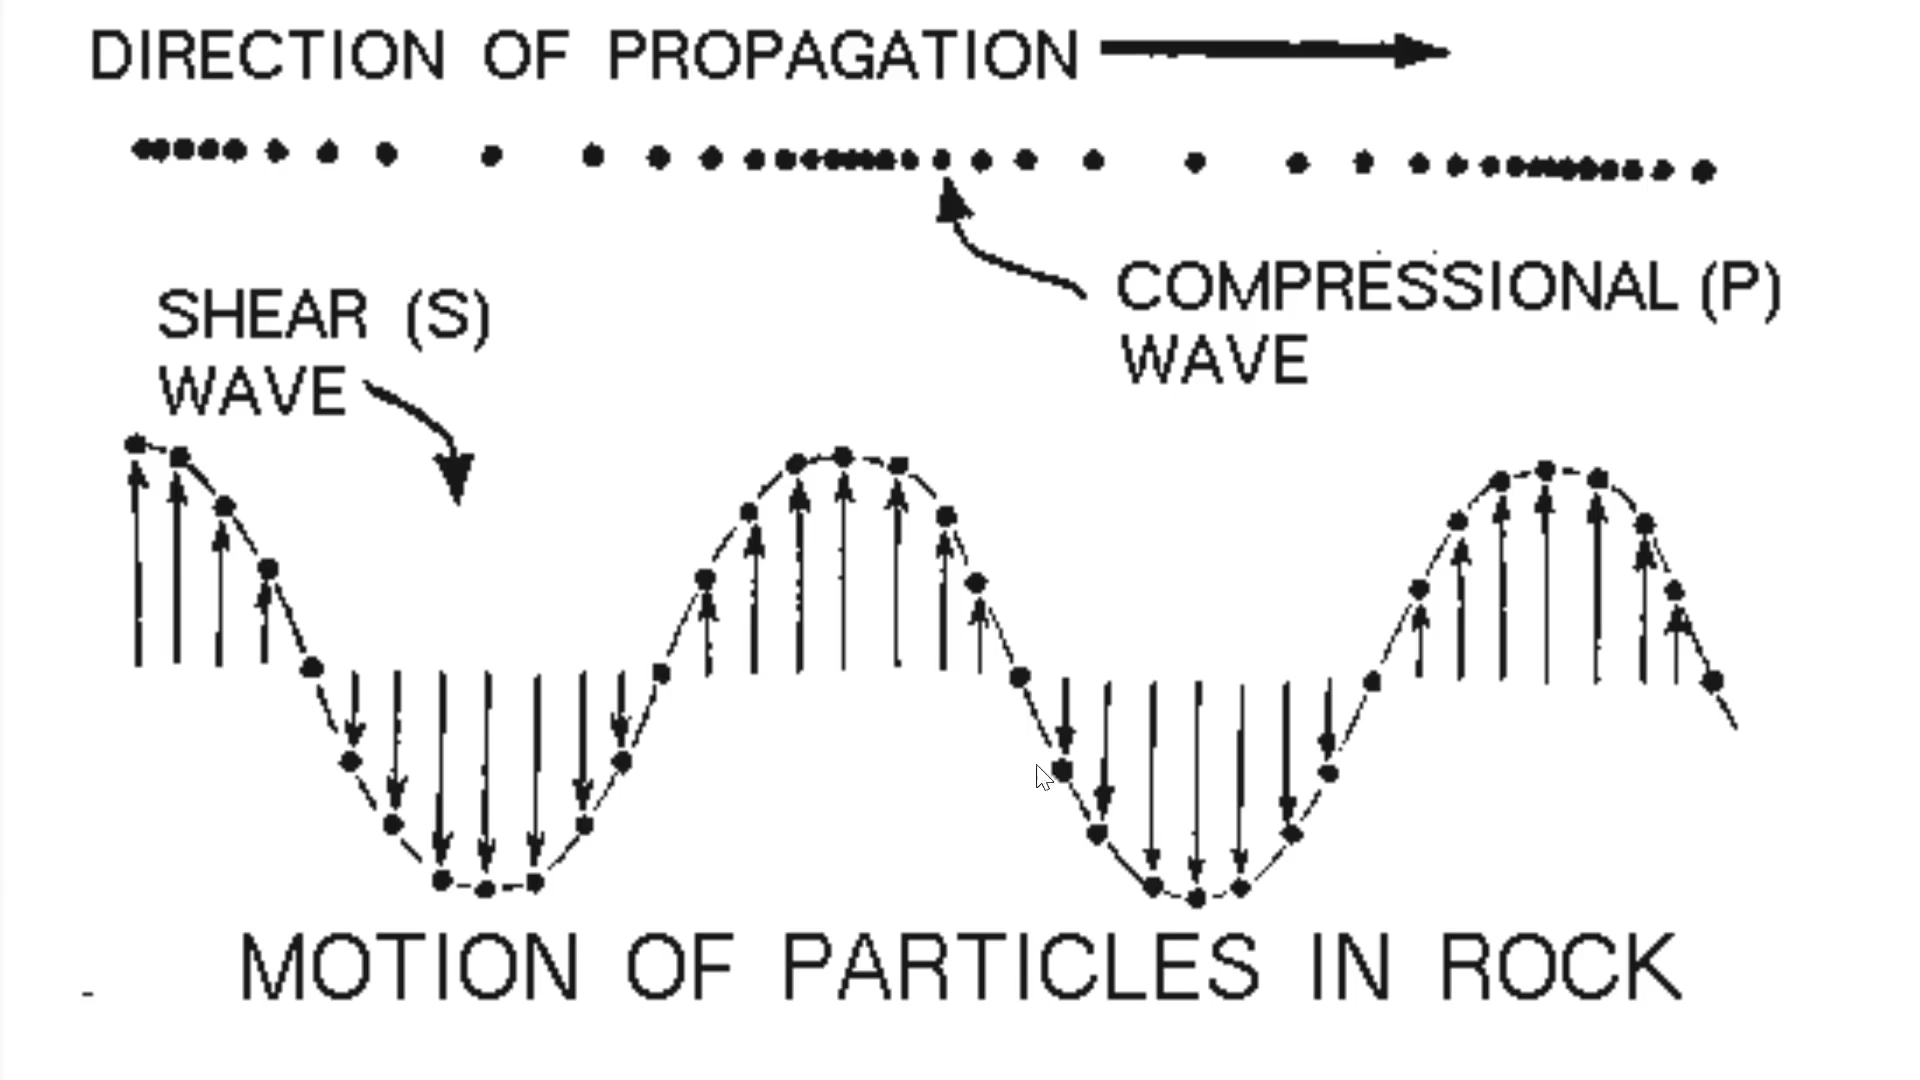 DIRECTION OF PROPAGATION
SHEAR (S)
WAVE
COMPRESSIONAL (P)
WAVE
MOTION OF PARTICLES IN ROCK